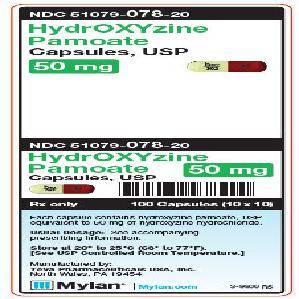 NDC 51079-078-20
HydrOXYzine
Pamoate
Capsules, USP
50 mg
NDC 51079-078-20
HydrOXYzine
Pamoate
50 mg
Capsules, USP
Rx only 100 Capsules (10 x 10)
Each capsule contains hydroxyzine pamoate, USP
equivalent to 50 mg of hydroxyzine hydrochloride.
Usual Dosage: See accompanying
prescribing information.
Store at 20° to 25°C (68° to 77°F).
[See USP Controlled Room Temperature.]
Manufactured by:
Teva Pharmaceuticals USA, Inc.
North Wales, PA 19454
Mylan® Mylan.com